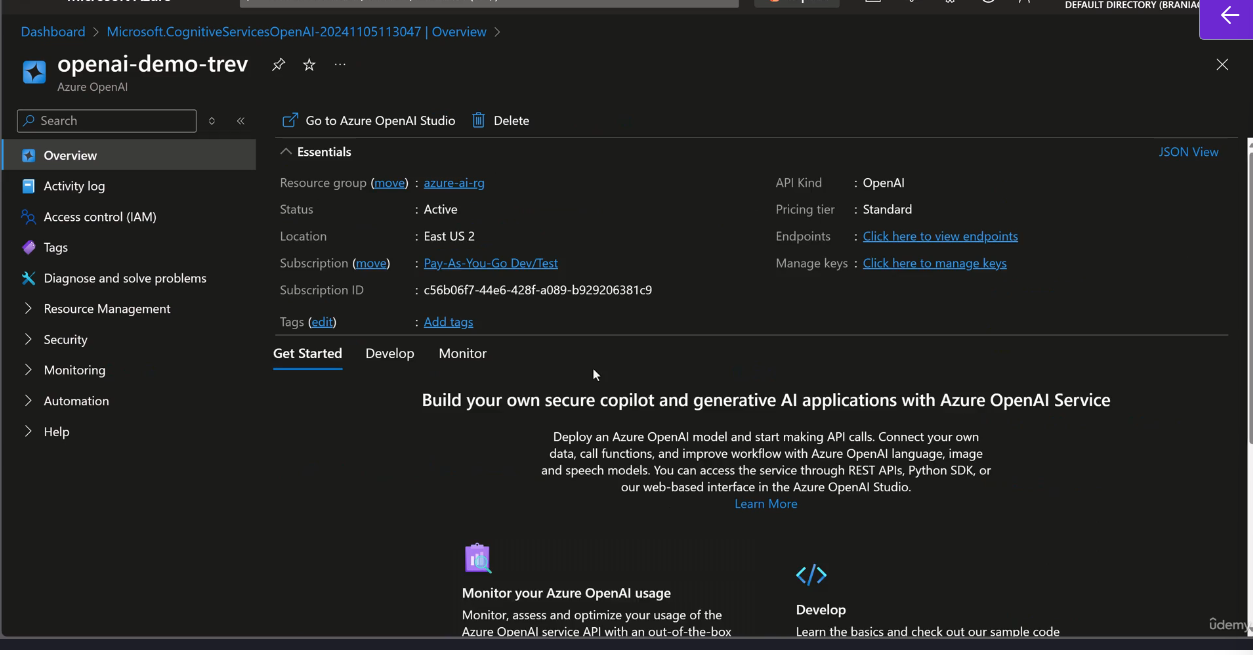 Microsoft Azure
DEFAULT DIRECTORY (BRANIAC
Dashboard > Microsoft.CognitiveServicesOpenAI-20241105113047 | Overview >
openai-demo-trev
Azure OpenAI
Search
Go to Azure OpenAI Studio Delete
Overview
Activity log
Access control (IAM)
Tags
Diagnose and solve problems
Resource Management
Security
Monitoring
Automation
Help
Essentials
JSON View
Resource group (move) : azure-ai-rg
Status : Active
Location : East US 2
Subscription (move) : Pay-As-You-Go Dev/Test
Subscription ID : c56b06f7-44e6-428f-a089-b929206381c9
Tags (edit) : Add tags
API Kind : OpenAI
Pricing tier : Standard
Endpoints : Click here to view endpoints
Manage keys : Click here to manage keys
Get Started Develop Monitor
Build your own secure copilot and generative AI applications with Azure OpenAI Service
Deploy an Azure OpenAI model and start making API calls. Connect your own
data, call functions, and improve workflow with Azure OpenAI language, image
and speech models. You can access the service through REST APIs, Python SDK, or
our web-based interface in the Azure OpenAI Studio.
Learn More
Monitor your Azure OpenAI usage
Monitor, assess and optimize your usage of the
Azure OpenAI service API with an out-of-the-box
Develop
Learn the basics and check out our sample code
udemy